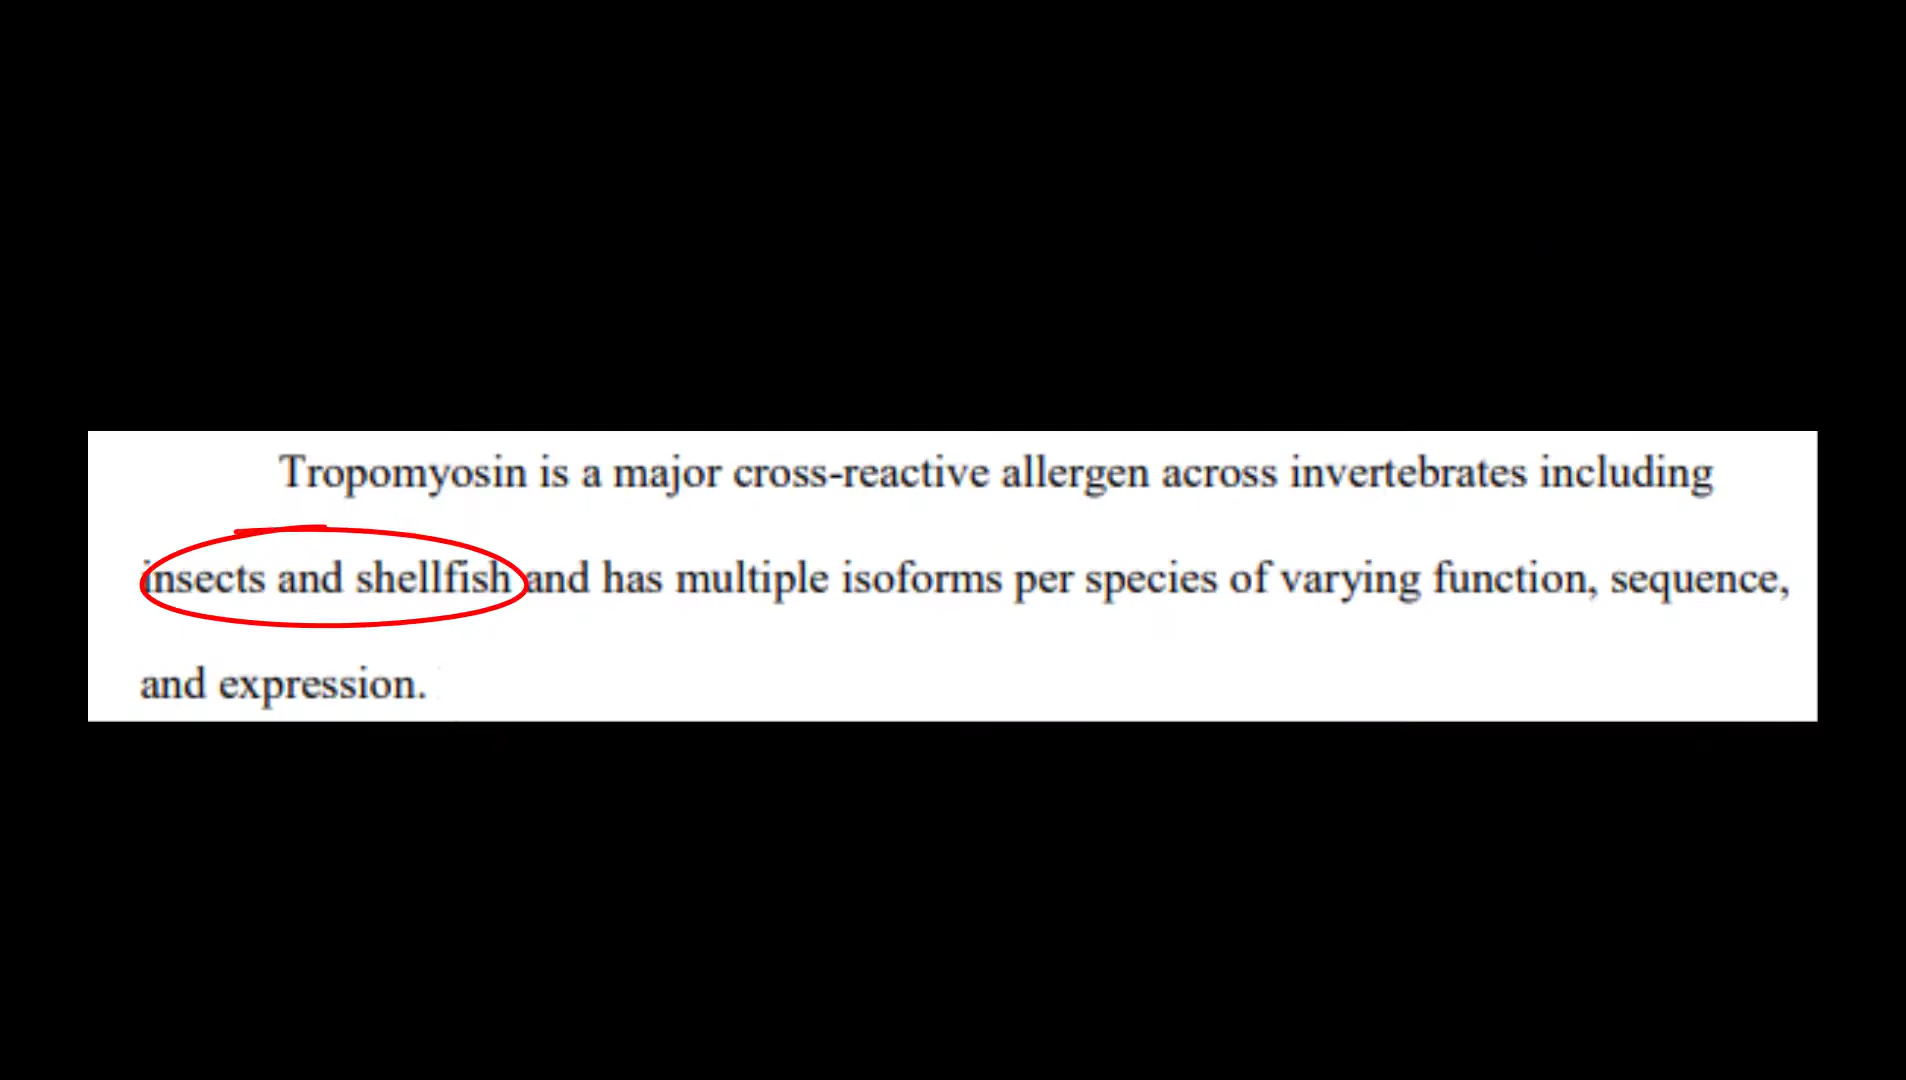 Tropomyosin is a major cross-reactive allergen across invertebrates including
insects and shellfish and has multiple isoforms per species of varying function, sequence,
and expression.